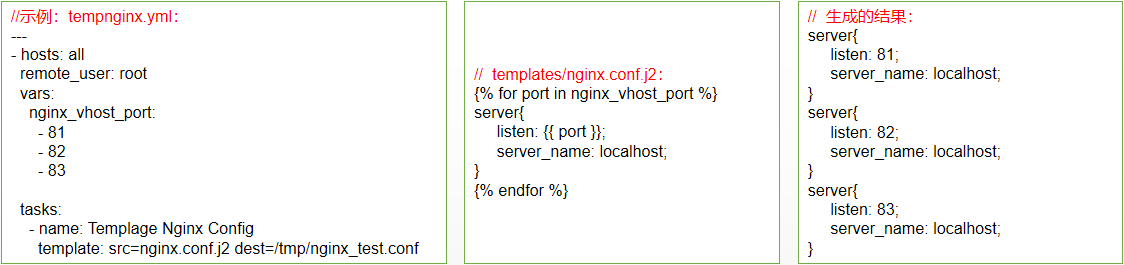 //示例：tempnginx.yml：
---
- hosts: all
  remote_user: root
  vars:
    nginx_vhost_port:
      - 81
      - 82
      - 83

  tasks:
    - name: Templage Nginx Config
      template: src=nginx.conf.j2 dest=/tmp/nginx_test.conf
//  templates/nginx.conf.j2：
{% for port in nginx_vhost_port %}
server{
     listen: {{ port }};
     server_name: localhost;
}
{% endfor %}
//  生成的结果：
server{
     listen: 81;
     server_name: localhost;
}
server{
     listen: 82;
     server_name: localhost;
}
server{
     listen: 83;
     server_name: localhost;
}